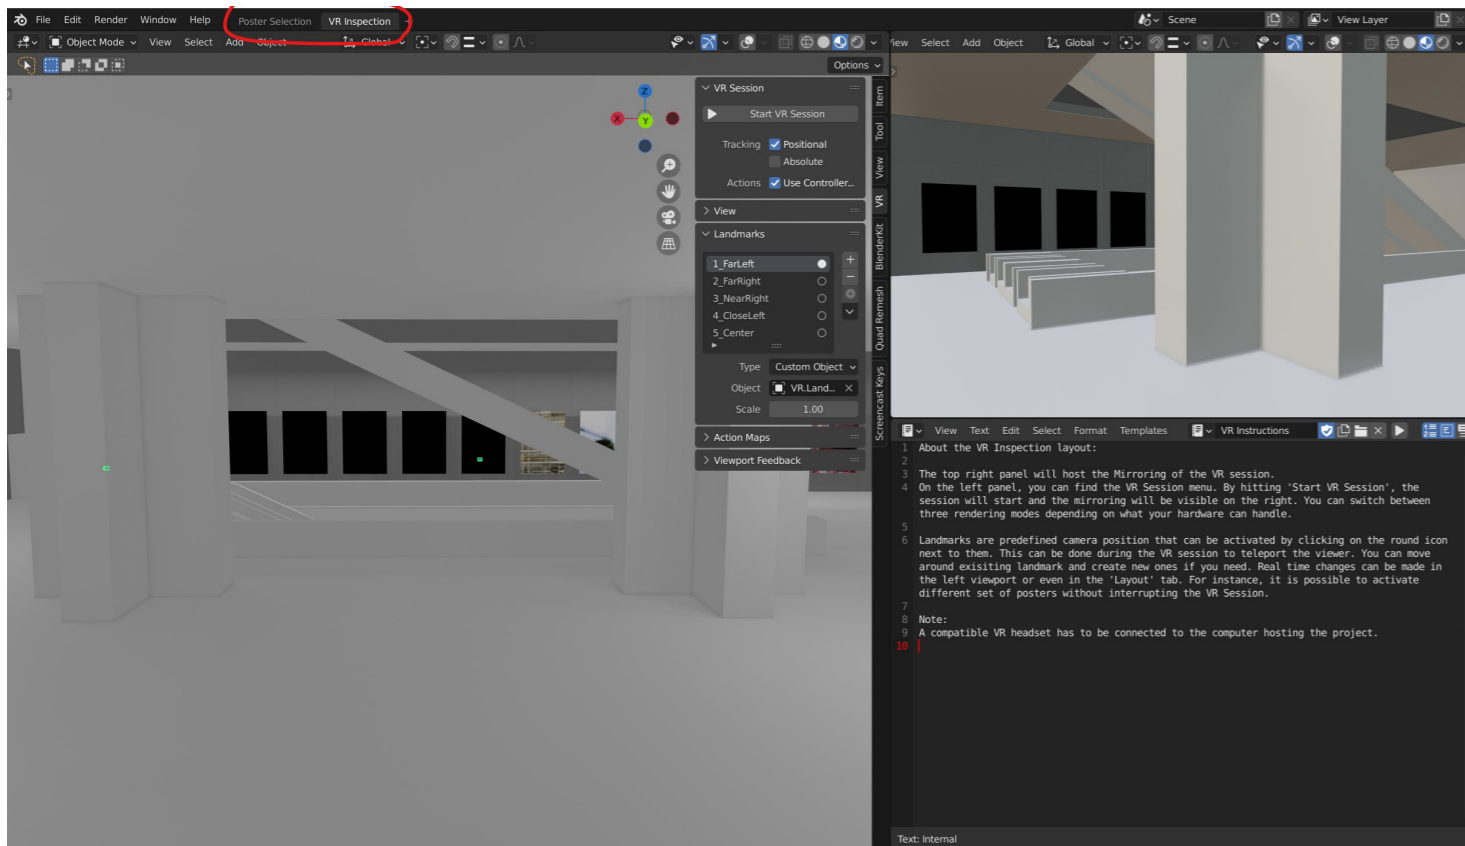 File Edit Render Window Help Poster Selection VR Inspection Scene View Layer
Object Mode View Select Add Object Global
View Select Add Object Global
Options
VR Session
Start VR Session
Tracking Positional
Absolute
Actions Use Controller...
View
Landmarks
1_FarLeft
2_FarRight
3_NearRight
4_CloseLeft
5_Center
Type Custom Object
Object VR.Land...
Scale 1.00
Action Maps
Viewport Feedback
Item
Tool
View
VR
BlenderKit
Quad Remesh
Screencast Keys
Z
X
Y
View Text Edit Select Format Templates VR Instructions
1 About the VR Inspection layout:
2
3 The top right panel will host the Mirroring of the VR session.
4 On the left panel, you can find the VR Session menu. By hitting 'Start VR Session', the
session will start and the mirroring will be visible on the right. You can switch between
three rendering modes depending on what your hardware can handle.
5
6 Landmarks are predefined camera position that can be activated by clicking on the round icon
next to them. This can be done during the VR session to teleport the viewer. You can move
around exisiting landmark and create new ones if you need. Real time changes can be made in
the left viewport or even in the 'Layout' tab. For instance, it is possible to activate
different set of posters without interrupting the VR Session.
7
8 Note:
9 A compatible VR headset has to be connected to the computer hosting the project.
10
Text: Internal